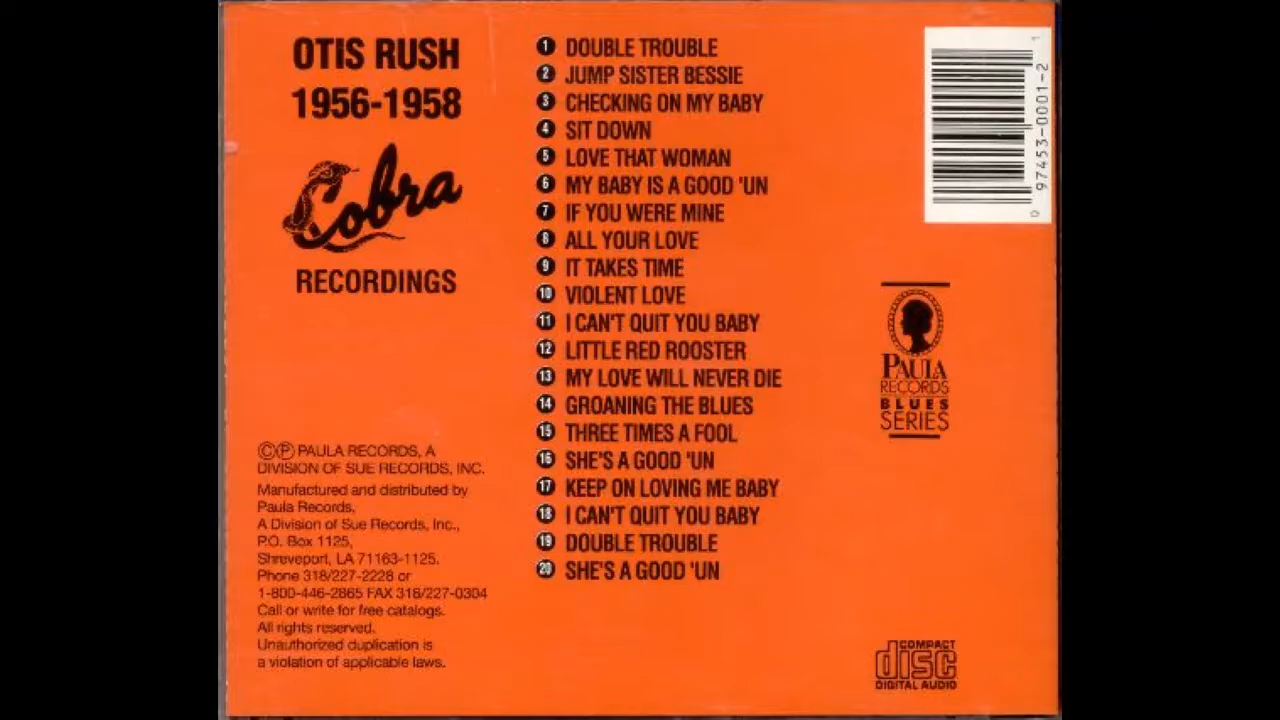 OTIS RUSH
1956-1958
Cobra
RECORDINGS
1 DOUBLE TROUBLE
2 JUMP SISTER BESSIE
3 CHECKING ON MY BABY
4 SIT DOWN
5 LOVE THAT WOMAN
6 MY BABY IS A GOOD 'UN
7 IF YOU WERE MINE
8 ALL YOUR LOVE
9 IT TAKES TIME
10 VIOLENT LOVE
11 I CAN'T QUIT YOU BABY
12 LITTLE RED ROOSTER
13 MY LOVE WILL NEVER DIE
14 GROANING THE BLUES
15 THREE TIMES A FOOL
16 SHE'S A GOOD 'UN
17 KEEP ON LOVING ME BABY
18 I CAN'T QUIT YOU BABY
19 DOUBLE TROUBLE
20 SHE'S A GOOD 'UN
©℗ PAULA RECORDS, A
DIVISION OF SUE RECORDS, INC.
Manufactured and distributed by
Paula Records,
A Division of Sue Records, Inc.,
P.O. Box 1125,
Shreveport, LA 71163-1125.
Phone 318/227-2228 or
1-800-446-2865 FAX 318/227-0304
Call or write for free catalogs.
All rights reserved.
Unauthorized duplication is
a violation of applicable laws.
0 97453-0001-2 1
PAULA
RECORDS
BLUES
SERIES
COMPACT
disc
DIGITAL AUDIO